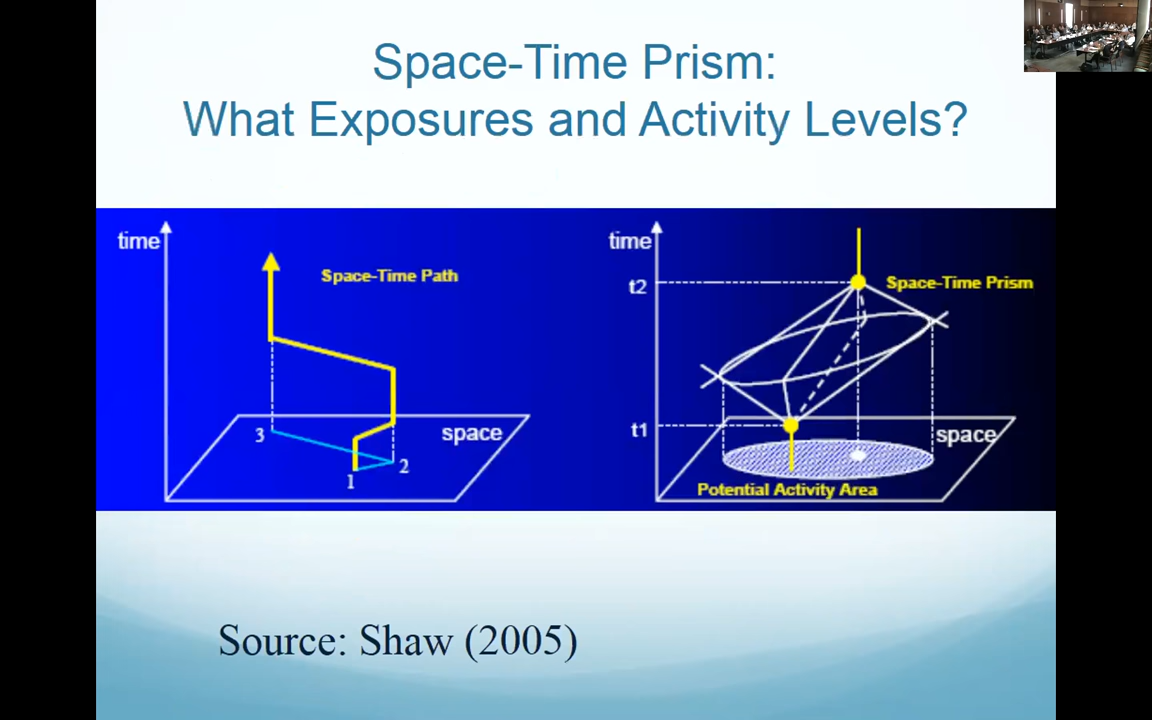 Space-Time Prism:
What Exposures and Activity Levels?
time
Space-Time Path
3
space
2
1
time
t2
Space-Time Prism
t1
space
Potential Activity Area
Source: Shaw (2005)